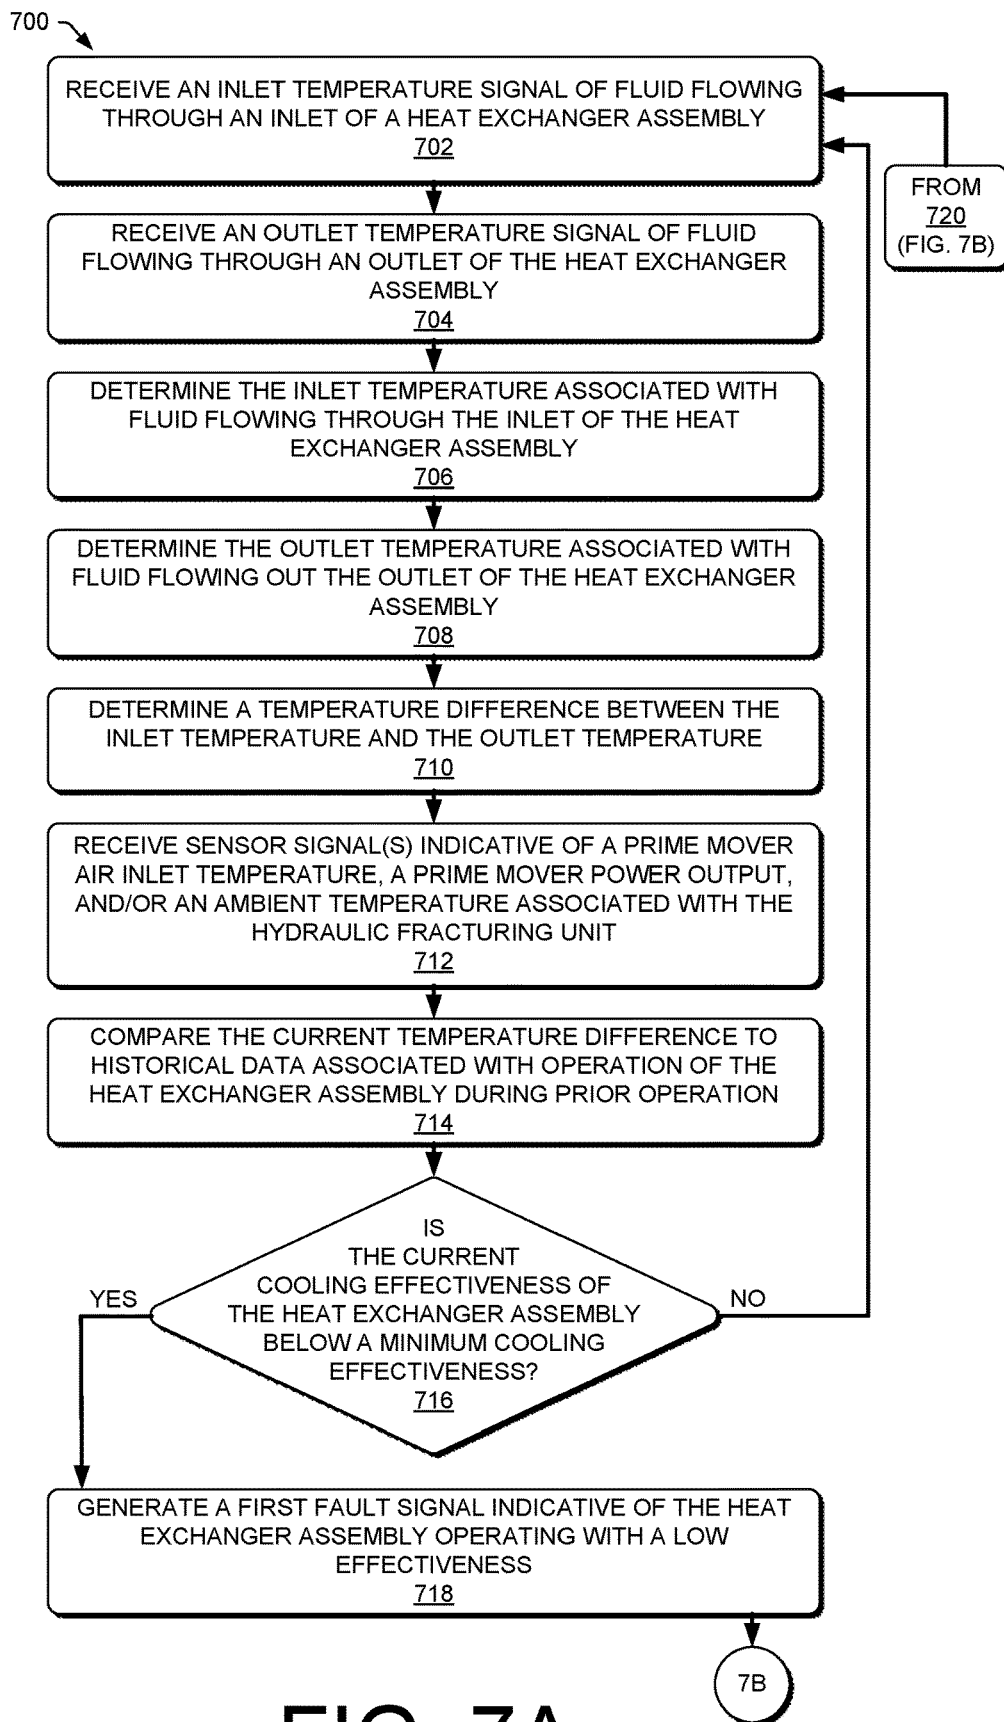 700
RECEIVE AN INLET TEMPERATURE SIGNAL OF FLUID FLOWING
THROUGH AN INLET OF A HEAT EXCHANGER ASSEMBLY
702
FROM
720
(FIG. 7B)
RECEIVE AN OUTLET TEMPERATURE SIGNAL OF FLUID
FLOWING THROUGH AN OUTLET OF THE HEAT EXCHANGER
ASSEMBLY
704
DETERMINE THE INLET TEMPERATURE ASSOCIATED WITH
FLUID FLOWING THROUGH THE INLET OF THE HEAT
EXCHANGER ASSEMBLY
706
DETERMINE THE OUTLET TEMPERATURE ASSOCIATED WITH
FLUID FLOWING OUT THE OUTLET OF THE HEAT EXCHANGER
ASSEMBLY
708
DETERMINE A TEMPERATURE DIFFERENCE BETWEEN THE
INLET TEMPERATURE AND THE OUTLET TEMPERATURE
710
RECEIVE SENSOR SIGNAL(S) INDICATIVE OF A PRIME MOVER
AIR INLET TEMPERATURE, A PRIME MOVER POWER OUTPUT,
AND/OR AN AMBIENT TEMPERATURE ASSOCIATED WITH THE
HYDRAULIC FRACTURING UNIT
712
COMPARE THE CURRENT TEMPERATURE DIFFERENCE TO
HISTORICAL DATA ASSOCIATED WITH OPERATION OF THE
HEAT EXCHANGER ASSEMBLY DURING PRIOR OPERATION
714
IS
THE CURRENT
COOLING EFFECTIVENESS OF
THE HEAT EXCHANGER ASSEMBLY
BELOW A MINIMUM COOLING
EFFECTIVENESS?
716
YES
NO
GENERATE A FIRST FAULT SIGNAL INDICATIVE OF THE HEAT
EXCHANGER ASSEMBLY OPERATING WITH A LOW
EFFECTIVENESS
718
7B
FIG. 7A